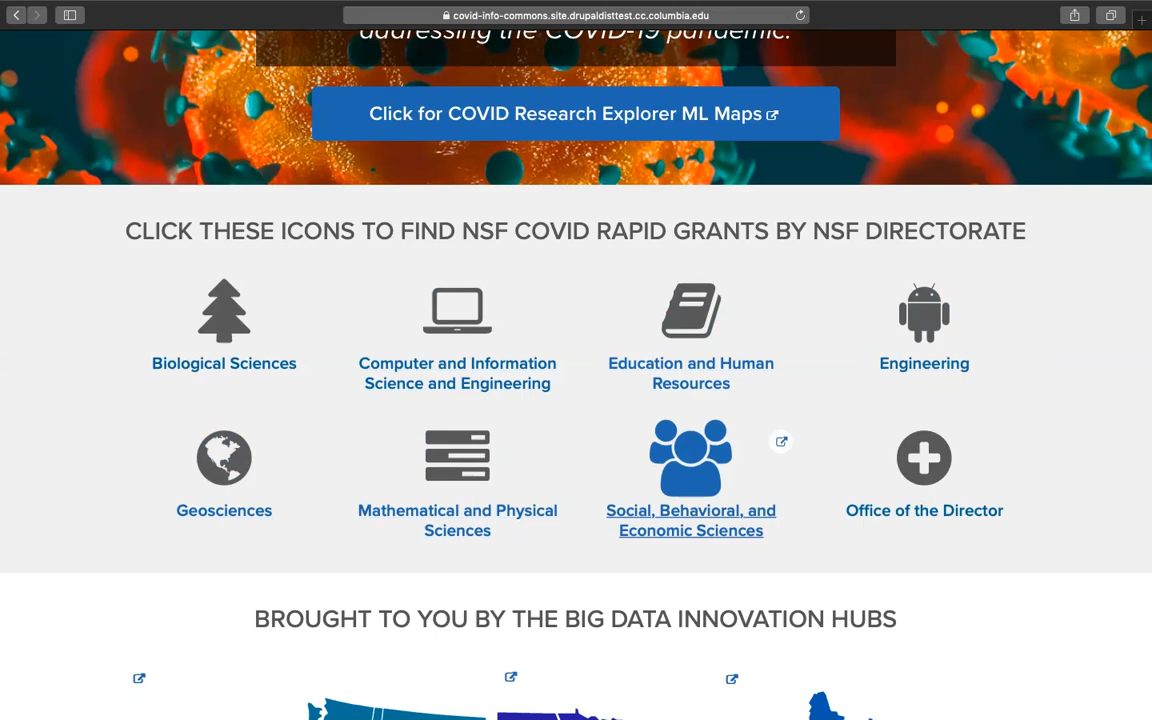 covid-info-commons.site.drupaldisttest.cc.columbia.edu
addressing the COVID-19 pandemic.
Click for COVID Research Explorer ML Maps
CLICK THESE ICONS TO FIND NSF COVID RAPID GRANTS BY NSF DIRECTORATE
Biological Sciences
Computer and Information
Science and Engineering
Education and Human
Resources
Engineering
Geosciences
Mathematical and Physical
Sciences
Social, Behavioral, and
Economic Sciences
Office of the Director
BROUGHT TO YOU BY THE BIG DATA INNOVATION HUBS